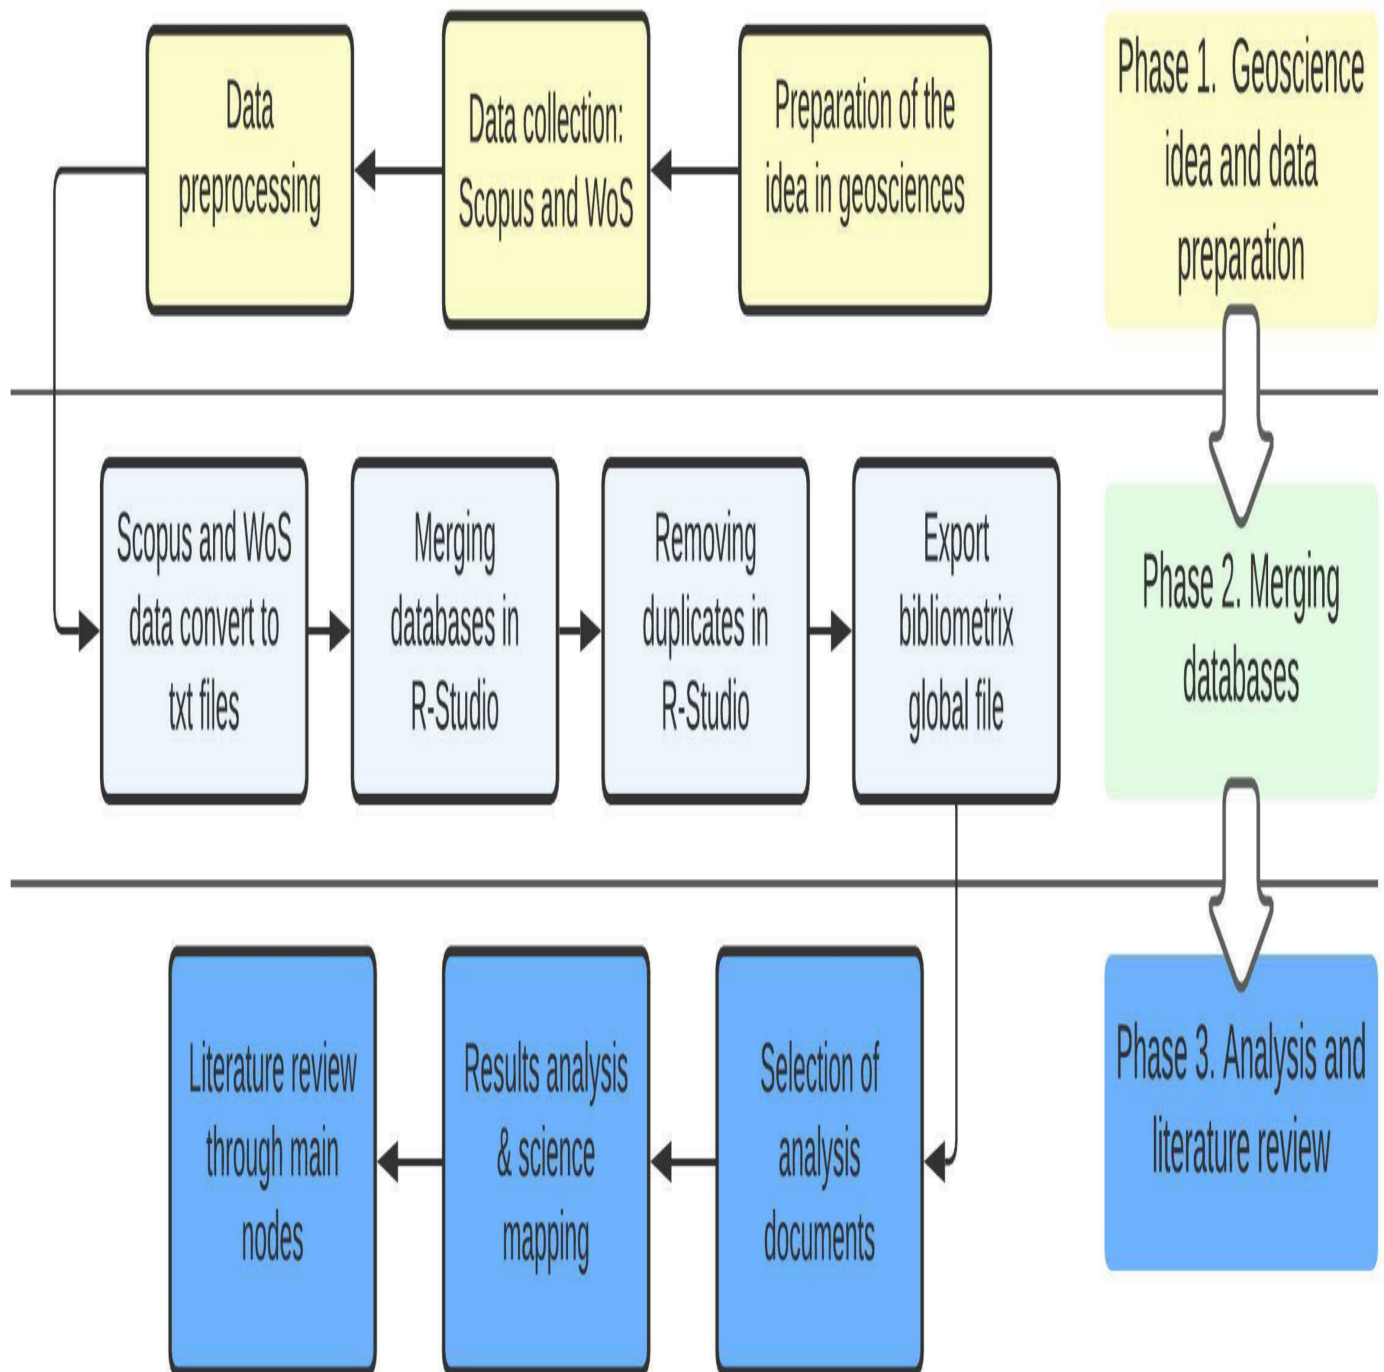 Data
preprocessing
Data collection:
Scopus and WoS
Preparation of the
idea in geosciences
Phase 1. Geoscience
idea and data
preparation
Scopus and WoS
data convert to
txt files
Merging
databases in
R-Studio
Removing
duplicates in
R-Studio
Export
bibliometrix
global file
Phase 2. Merging
databases
Literature review
through main
nodes
Results analysis
& science
mapping
Selection of
analysis
documents
Phase 3. Analysis and
literature review